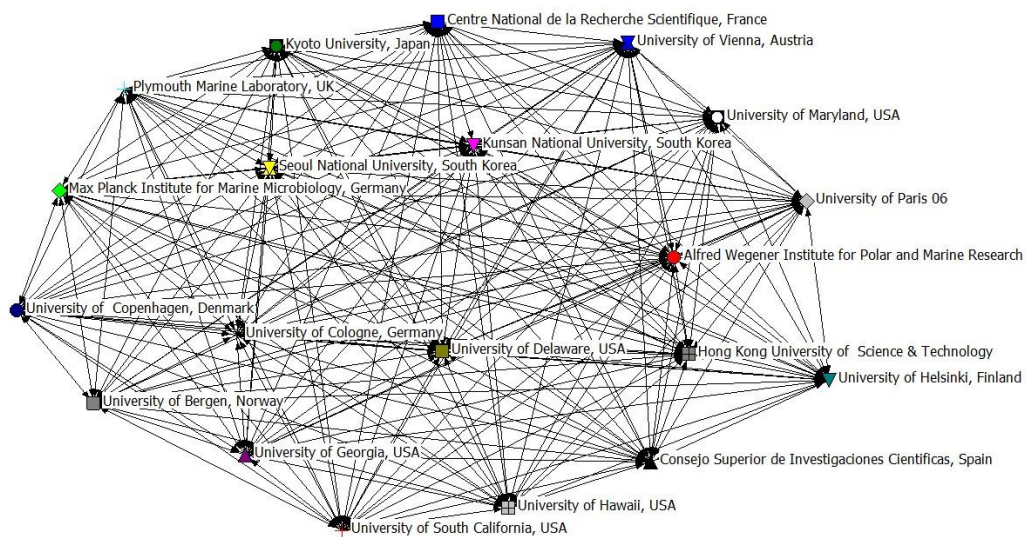 Centre National de la Recherche Scientifique, France
Kyoto University, Japan
University of Vienna, Austria
Plymouth Marine Laboratory, UK
University of Maryland, USA
Kunsan National University, South Korea
Seoul National University, South Korea
Max Planck Institute for Marine Microbiology, Germany
University of Paris 06
Alfred Wegener Institute for Polar and Marine Research
University of  Copenhagen, Denmark
University of Cologne, Germany
University of Delaware, USA
Hong Kong University of  Science & Technology
University of Helsinki, Finland
University of Bergen, Norway
University of Georgia, USA
Consejo Superior de Investigaciones Cientificas, Spain
University of Hawaii, USA
University of South California, USA